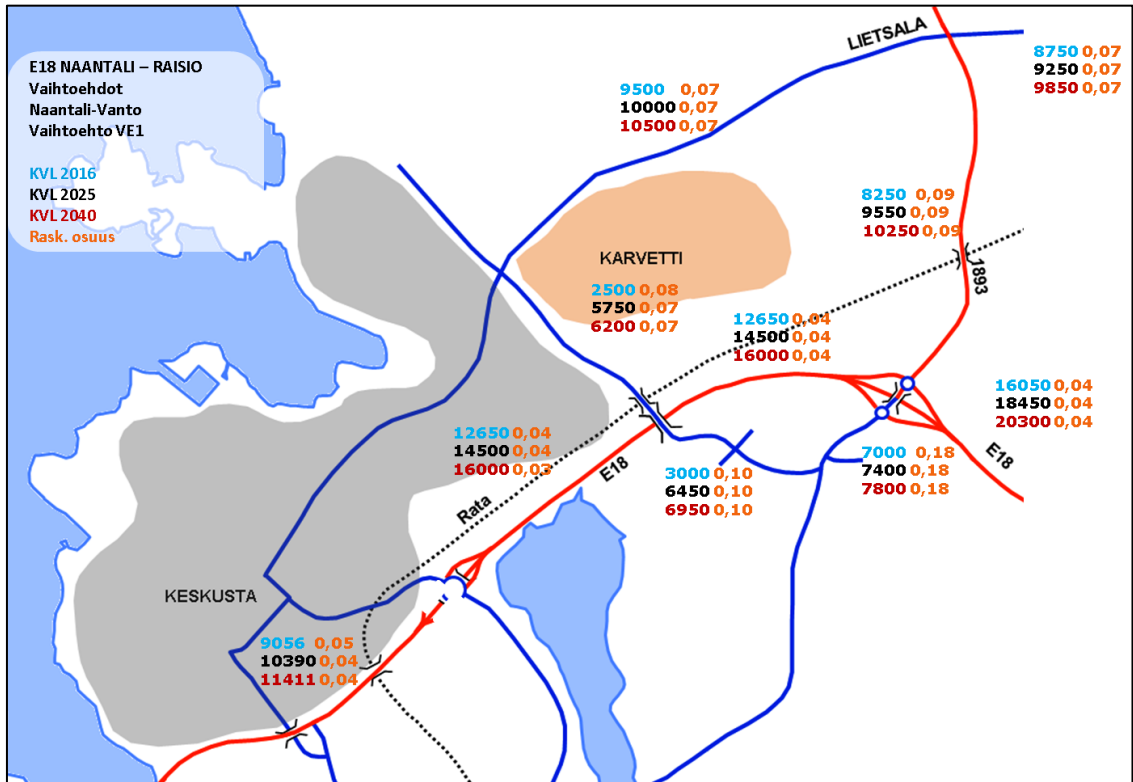 E18 NAANTALI – RAISIO
Vaihtoehdot
Naantali-Vanto
Vaihtoehto VE1
KVL 2016
KVL 2025
KVL 2040
Rask. osuus
LIETSALA
8750 0,07
9250 0,07
9850 0,07
9500 0,07
10000 0,07
10500 0,07
8250 0,09
9550 0,09
10250 0,09
1893
KARVETTI
2500 0,08
5750 0,07
6200 0,07
12650 0,04
14500 0,04
16000 0,04
16050 0,04
18450 0,04
20300 0,04
12650 0,04
14500 0,04
16000 0,03
E18
E18
7000 0,18
7400 0,18
7800 0,18
3000 0,10
6450 0,10
6950 0,10
Rata
KESKUSTA
9056 0,05
10390 0,04
11411 0,04